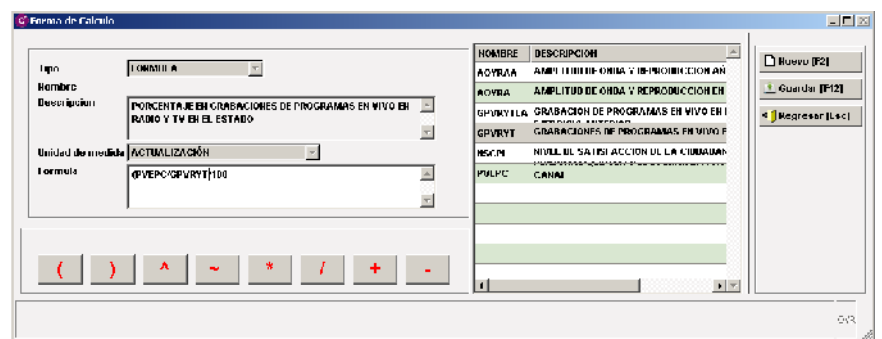 Forma de Calculo
Tipo
FORMULA
Nombre
Descripcion
PORCENTAJE EN GRABACIONES DE PROGRAMAS EN VIVO EN
RADIO Y TV EN EL ESTADO
Unidad de medida
ACTUALIZACIÓN
Formula
(PVEPC/GPVRYT)*100
( ) ^ ~ * / + -
NOMBRE DESCRIPCION
AOYRAA AMPLITUD DE ONDA Y REPRODUCCION AÑ
AOYRA AMPLITUD DE ONDA Y REPRODUCCION EN
GPVRYTEA GRABACION DE PROGRAMAS EN VIVO EN
GPVRYT GRABACIONES DE PROGRAMAS EN VIVO E
NSCPL NIVEL DE SATISFACCION DE LA CIUDADAN
PVEPC CANAL
Nuevo [F2]
Guardar [F12]
Regresar [Esc]
OVR